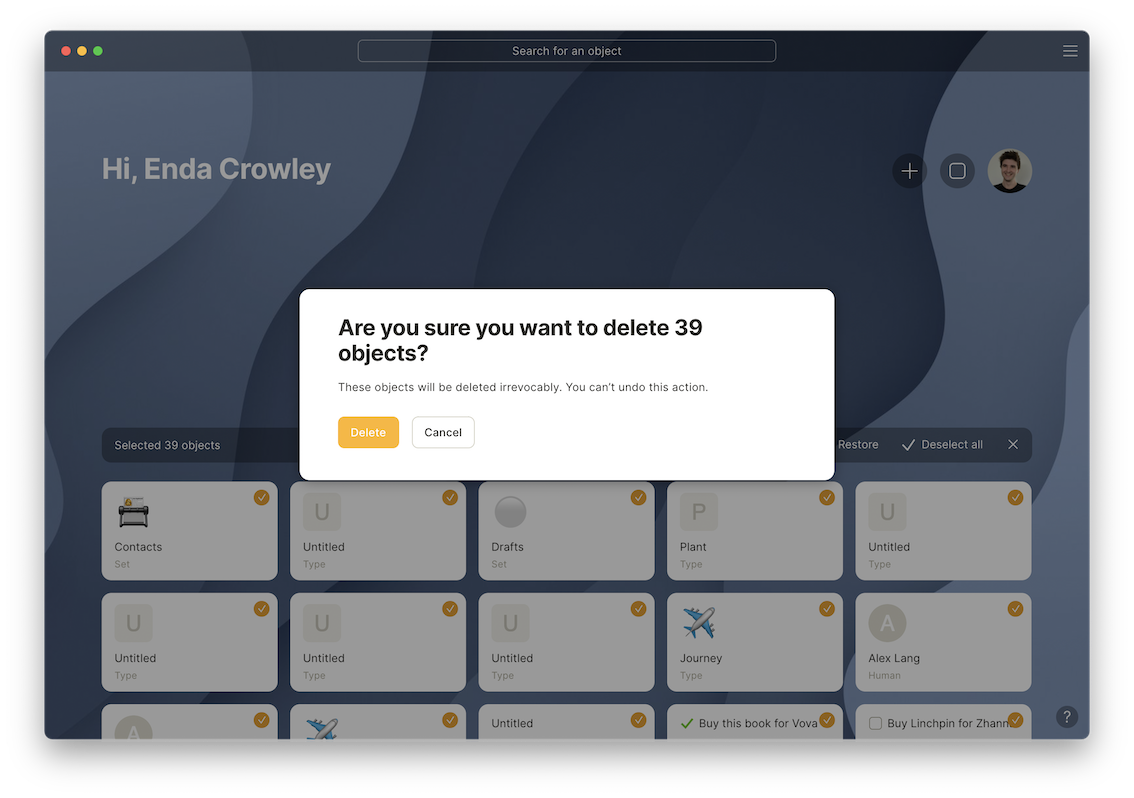 Search for an object
Hi, Enda Crowley
Are you sure you want to delete 39
objects?
These objects will be deleted irrevocably. You can't undo this action.
Delete
Cancel
Selected 39 objects
Restore
Deselect all
Contacts
Set
U
Untitled
Type
Drafts
Set
P
Plant
Type
U
Untitled
Type
U
Untitled
Type
U
Untitled
Type
U
Untitled
Type
Journey
Type
A
Alex Lang
Human
A
Untitled
Buy this book for Vova
Buy Linchpin for Zhann
?